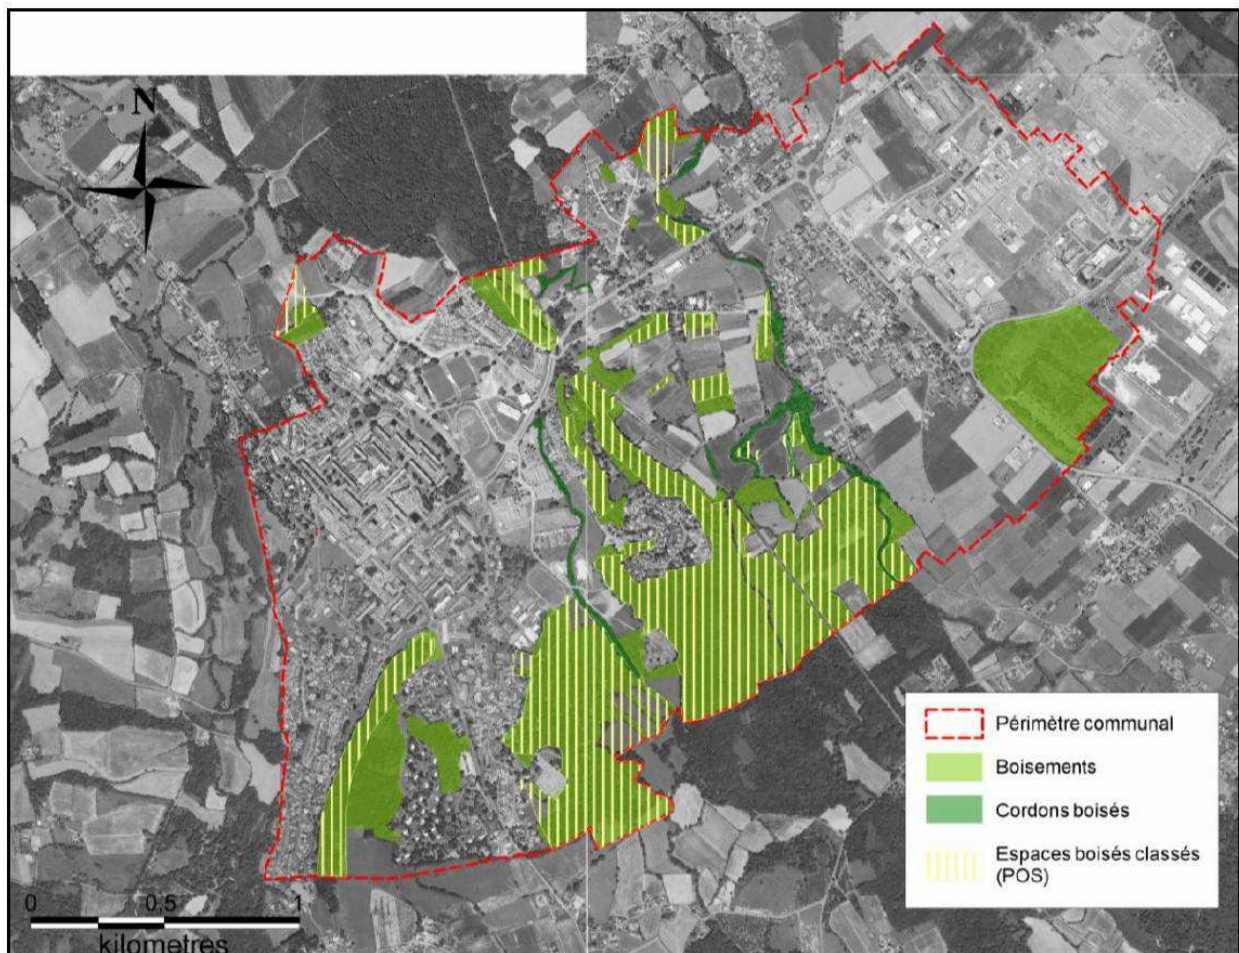 N
Périmètre communal
Boisements
Cordons boisés
Espaces boisés classés
(POS)
0 0,5 1
kilometres